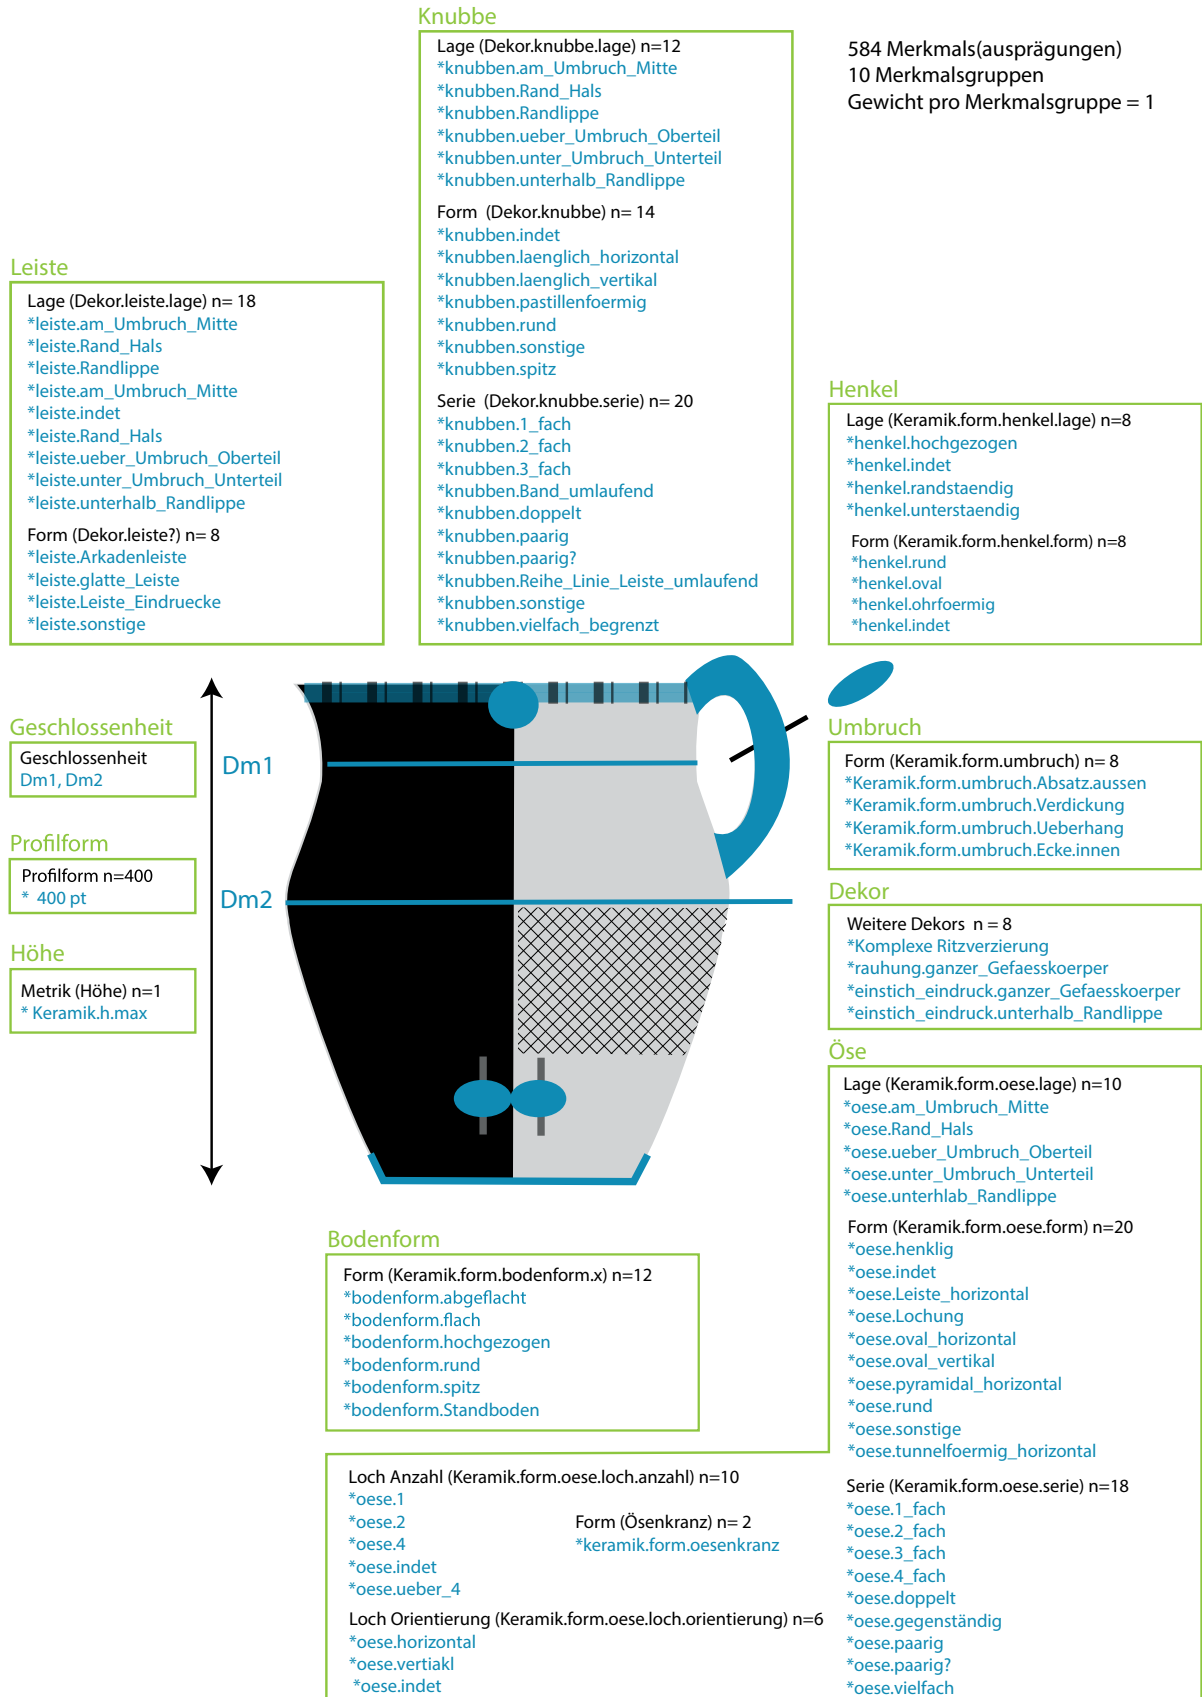 Knubbe
Lage (Dekor.knubbe.lage) n=12
*knubben.am_Umbruch_Mitte
*knubben.Rand_Hals
*knubben.Randlippe
*knubben.ueber_Umbruch_Oberteil
*knubben.unter_Umbruch_Unterteil
*knubben.unterhalb_Randlippe
Form (Dekor.knubbe) n= 14
*knubben.indet
*knubben.laenglich_horizontal
*knubben.laenglich_vertikal
*knubben.pastillenfoermig
*knubben.rund
*knubben.sonstige
*knubben.spitz
Serie (Dekor.knubbe.serie) n= 20
*knubben.1_fach
*knubben.2_fach
*knubben.3_fach
*knubben.Band_umlaufend
*knubben.doppelt
*knubben.paarig
*knubben.paarig?
*knubben.Reihe_Linie_Leiste_umlaufend
*knubben.sonstige
*knubben.vielfach_begrenzt
584 Merkmals(ausprägungen)
10 Merkmalsgruppen
Gewicht pro Merkmalsgruppe = 1
Leiste
Lage (Dekor.leiste.lage) n= 18
*leiste.am_Umbruch_Mitte
*leiste.Rand_Hals
*leiste.Randlippe
*leiste.am_Umbruch_Mitte
*leiste.indet
*leiste.Rand_Hals
*leiste.ueber_Umbruch_Oberteil
*leiste.unter_Umbruch_Unterteil
*leiste.unterhalb_Randlippe
Form (Dekor.leiste?) n= 8
*leiste.Arkadenleiste
*leiste.glatte_Leiste
*leiste.Leiste_Eindruecke
*leiste.sonstige
Henkel
Lage (Keramik.form.henkel.lage) n=8
*henkel.hochgezogen
*henkel.indet
*henkel.randstaendig
*henkel.unterstaendig
Form (Keramik.form.henkel.form) n=8
*henkel.rund
*henkel.oval
*henkel.ohrfoermig
*henkel.indet
Geschlossenheit
Geschlossenheit
Dm1, Dm2
Profilform
Profilform n=400
* 400 pt
Höhe
Metrik (Höhe) n=1
* Keramik.h.max
Dm1
Dm2
Umbruch
Form (Keramik.form.umbruch) n= 8
*Keramik.form.umbruch.Absatz.aussen
*Keramik.form.umbruch.Verdickung
*Keramik.form.umbruch.Ueberhang
*Keramik.form.umbruch.Ecke.innen
Dekor
Weitere Dekors n = 8
*Komplexe Ritzverzierung
*rauhung.ganzer_Gefaesskoerper
*einstich_eindruck.ganzer_Gefaesskoerper
*einstich_eindruck.unterhalb_Randlippe
Öse
Lage (Keramik.form.oese.lage) n=10
*oese.am_Umbruch_Mitte
*oese.Rand_Hals
*oese.ueber_Umbruch_Oberteil
*oese.unter_Umbruch_Unterteil
*oese.unterhlab_Randlippe
Form (Keramik.form.oese.form) n=20
*oese.henklig
*oese.indet
*oese.Leiste_horizontal
*oese.Lochung
*oese.oval_horizontal
*oese.oval_vertikal
*oese.pyramidal_horizontal
*oese.rund
*oese.sonstige
*oese.tunnelfoermig_horizontal
Serie (Keramik.form.oese.serie) n=18
*oese.1_fach
*oese.2_fach
*oese.3_fach
*oese.4_fach
*oese.doppelt
*oese.gegenständig
*oese.paarig
*oese.paarig?
*oese.vielfach
Bodenform
Form (Keramik.form.bodenform.x) n=12
*bodenform.abgeflacht
*bodenform.flach
*bodenform.hochgezogen
*bodenform.rund
*bodenform.spitz
*bodenform.Standboden
Loch Anzahl (Keramik.form.oese.loch.anzahl) n=10
*oese.1
*oese.2
*oese.4
*oese.indet
*oese.ueber_4
Form (Ösenkranz) n= 2
*keramik.form.oesenkranz
Loch Orientierung (Keramik.form.oese.loch.orientierung) n=6
*oese.horizontal
*oese.vertiakl
*oese.indet